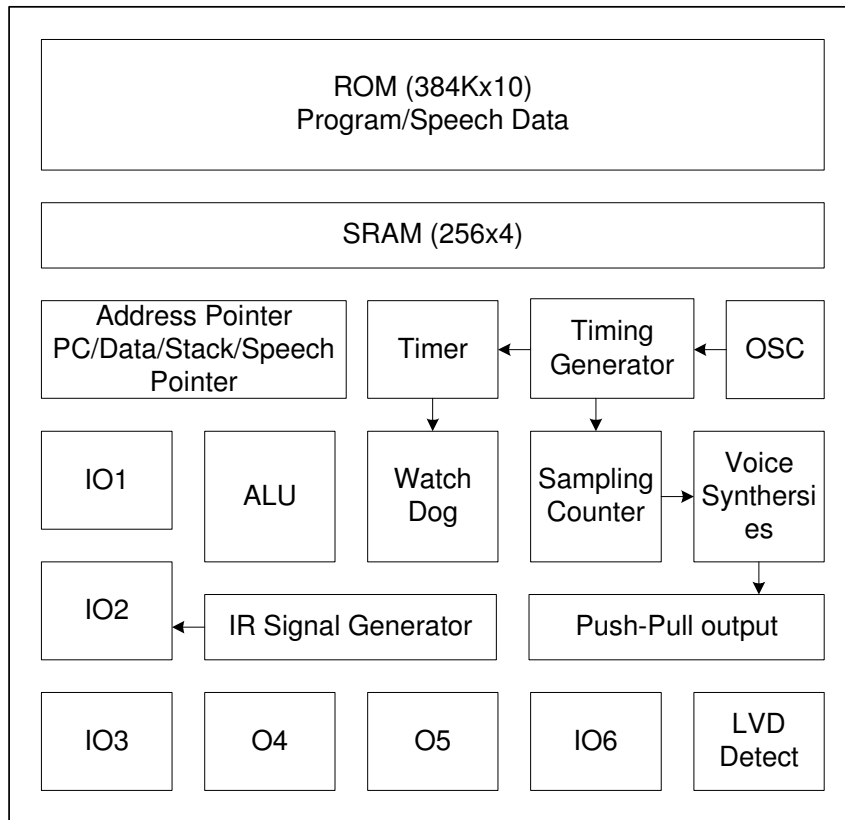 ROM (384Kx10)
Program/Speech Data
SRAM (256x4)
Address Pointer
PC/Data/Stack/Speech
Pointer
Timer
Timing
Generator
OSC
IO1
ALU
Watch
Dog
Sampling
Counter
Voice
Synthersi
es
IO2
IR Signal Generator
Push-Pull output
IO3
O4
O5
IO6
LVD
Detect